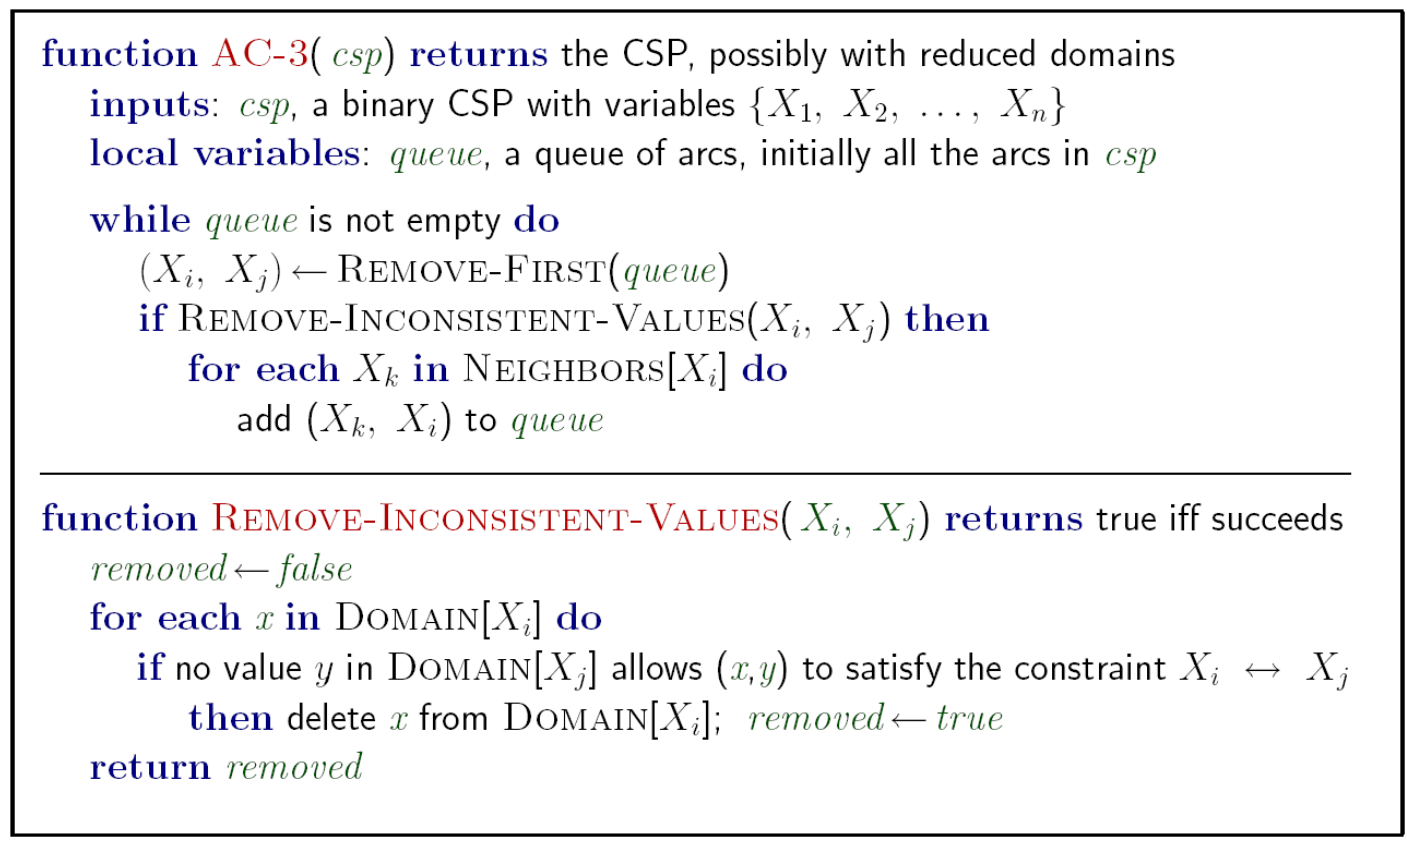 function AC-3( csp) returns the CSP, possibly with reduced domains
inputs: csp, a binary CSP with variables {X₁, X₂, ..., Xₙ}
local variables: queue, a queue of arcs, initially all the arcs in csp
while queue is not empty do
(Xᵢ, Xⱼ) ← REMOVE-FIRST(queue)
if REMOVE-INCONSISTENT-VALUES(Xᵢ, Xⱼ) then
for each Xₖ in NEIGHBORS[Xᵢ] do
add (Xₖ, Xᵢ) to queue
function REMOVE-INCONSISTENT-VALUES( Xᵢ, Xⱼ) returns true iff succeeds
removed ← false
for each x in DOMAIN[Xᵢ] do
if no value y in DOMAIN[Xⱼ] allows (x,y) to satisfy the constraint Xᵢ ↔ Xⱼ
then delete x from DOMAIN[Xᵢ]; removed ← true
return removed